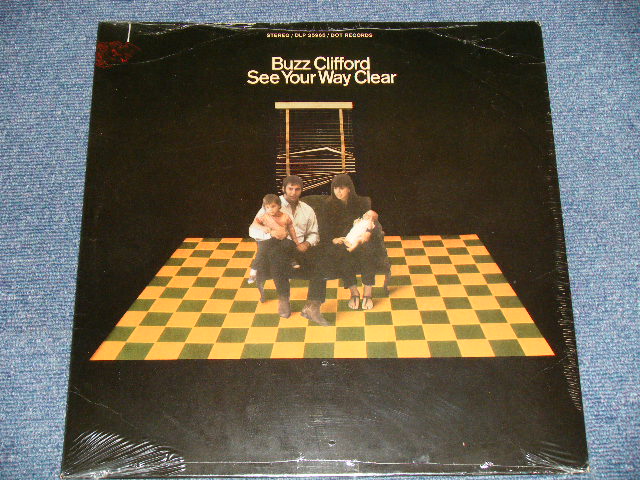 STEREO / DLP 25965 / DOT RECORDS
Buzz Clifford
See Your Way Clear